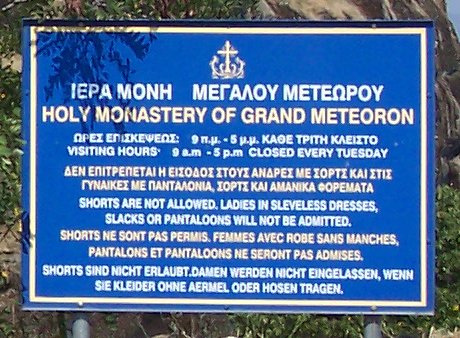 ΙΕΡΑ ΜΟΝΗ ΜΕΓΑΛΟΥ ΜΕΤΕΩΡΟΥ
HOLY MONASTERY OF GRAND METEORON
ΩΡΕΣ ΕΠΙΣΚΕΨΕΩΣ: 9 π.μ. - 5 μ.μ. ΚΑΘΕ ΤΡΙΤΗ ΚΛΕΙΣΤΟ
VISITING HOURS' 9 a.m - 5 p.m CLOSED EVERY TUESDAY
ΔΕΝ ΕΠΙΤΡΕΠΕΤΑΙ Η ΕΙΣΟΔΟΣ ΣΤΟΥΣ ΑΝΔΡΕΣ ΜΕ ΣΟΡΤΣ ΚΑΙ ΣΤΙΣ
ΓΥΝΑΙΚΕΣ ΜΕ ΠΑΝΤΑΛΟΝΙΑ, ΣΟΡΤΣ ΚΑΙ ΑΜΑΝΙΚΑ ΦΟΡΕΜΑΤΑ
SHORTS ARE NOT ALLOWED. LADIES IN SLEVELESS DRESSES,
SLACKS OR PANTALOONS WILL NOT BE ADMITTED.
SHORTS NE SONT PAS PERMIS. FEMMES AVEC ROBE SANS MANCHES,
PANTALONS ET PANTALOONS NE SERONT PAS ADMISES.
SHORTS SIND NICHT ERLAUBT.DAMEN WERDEN NICHT EINGELASSEN, WENN
SIE KLEIDER OHNE AERMEL ODER HOSEN TRAGEN.